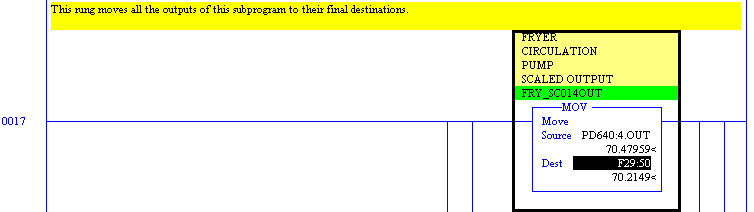 This rung moves all the outputs of this subprogram to their final destinations.
FRYER
CIRCULATION
PUMP
SCALED OUTPUT
FRY_SC014OUT
MOV
0017
Move
Source PD640:4.OUT
70.47959<
Dest F29:50
70.2149<